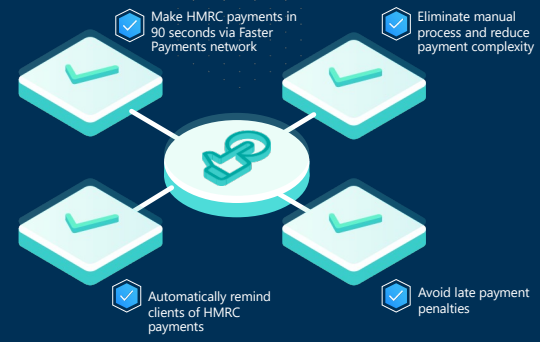 Make HMRC payments in
90 seconds via Faster
Payments network
Eliminate manual
process and reduce
payment complexity
Automatically remind
clients of HMRC
payments
Avoid late payment
penalties